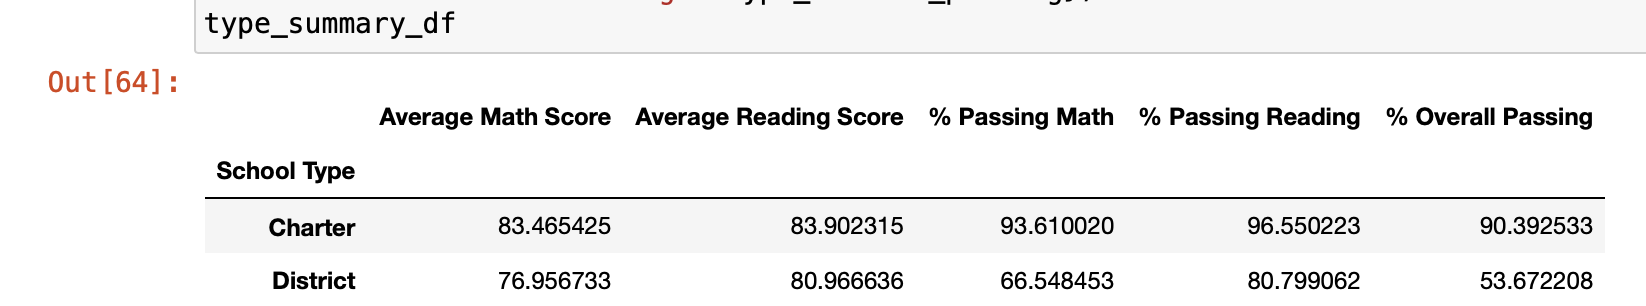 type_summary_df
Out[64]:
Average Math Score Average Reading Score % Passing Math % Passing Reading % Overall Passing
School Type
Charter 83.465425 83.902315 93.610020 96.550223 90.392533
District 76.956733 80.966636 66.548453 80.799062 53.672208